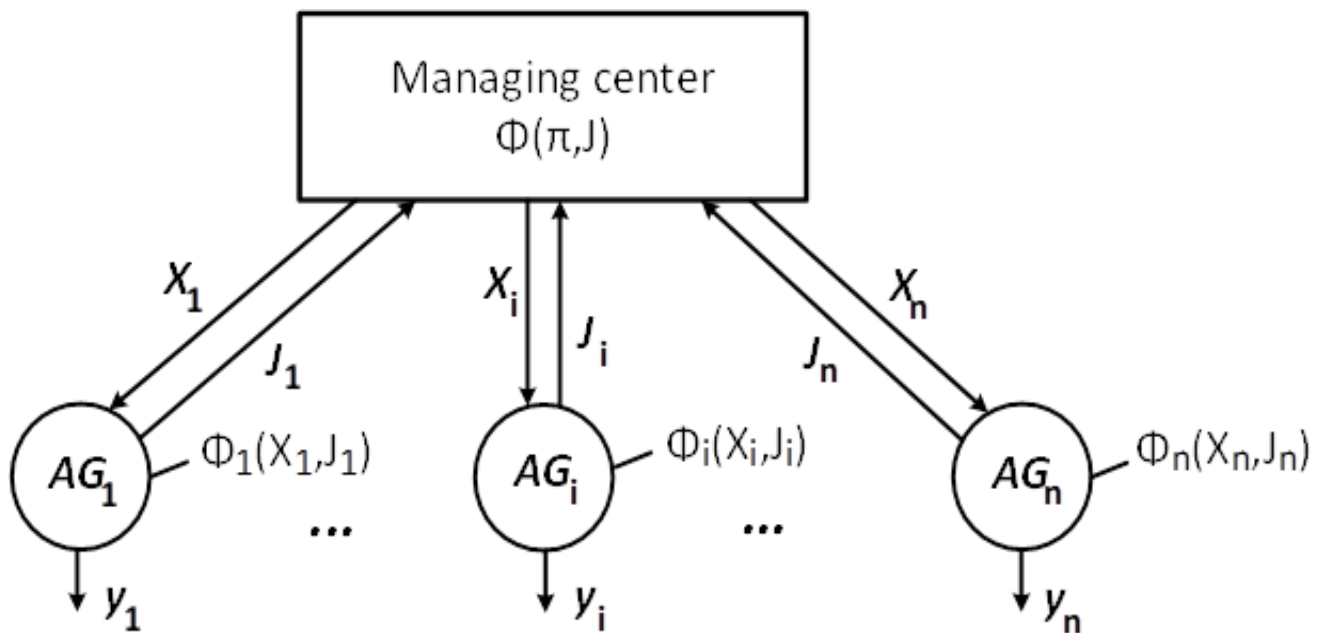 Managing center
Φ(π,J)
X1
J1
Xi
Ji
Jn
Xn
AG1
Φ1(X1,J1)
...
AGi
Φi(Xi,Ji)
...
AGn
Φn(Xn,Jn)
y1
yi
yn